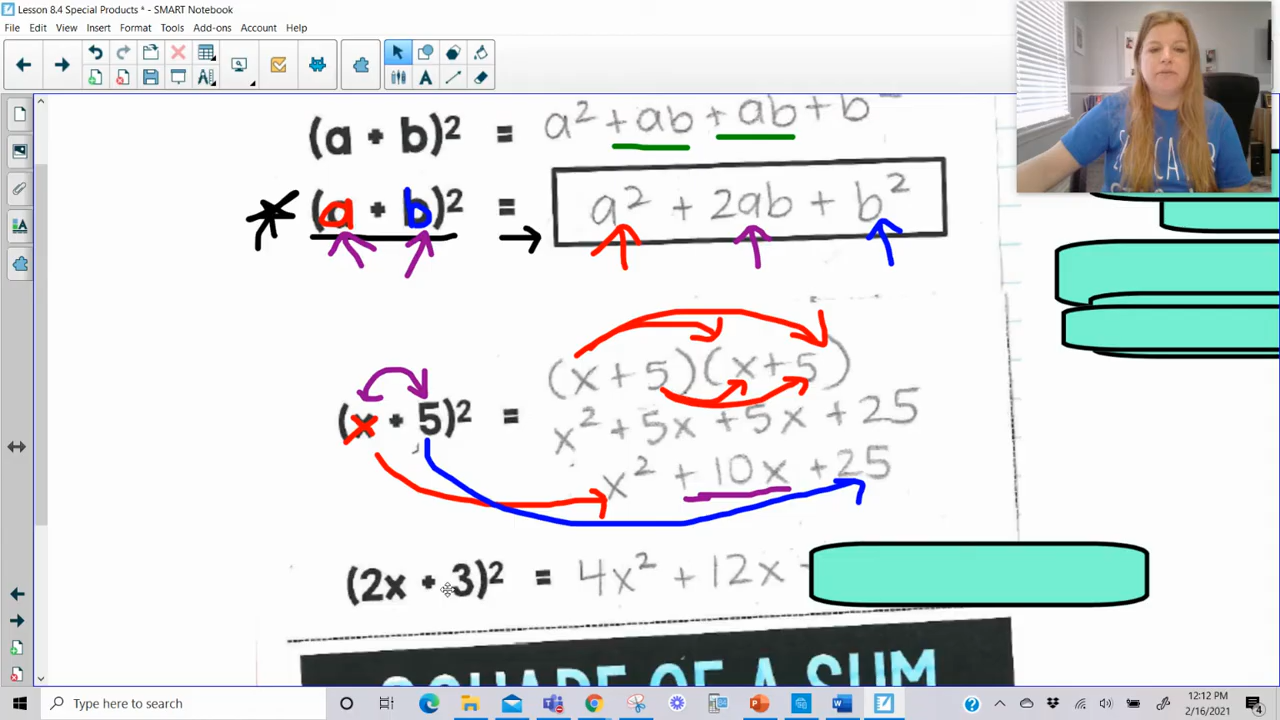 Lesson 8.4 Special Products * - SMART Notebook
File Edit View Insert Format Tools Add-ons Account Help
(a + b)² = a² + ab + ab + b²
(a + b)² = a² + 2ab + b²
(x + 5)(x + 5)
(x + 5)² = x² + 5x + 5x + 25
x² + 10x + 25
(2x + 3)² = 4x² + 12x
SQUARE OF A SUM
Type here to search
12:12 PM
2/16/2021
4